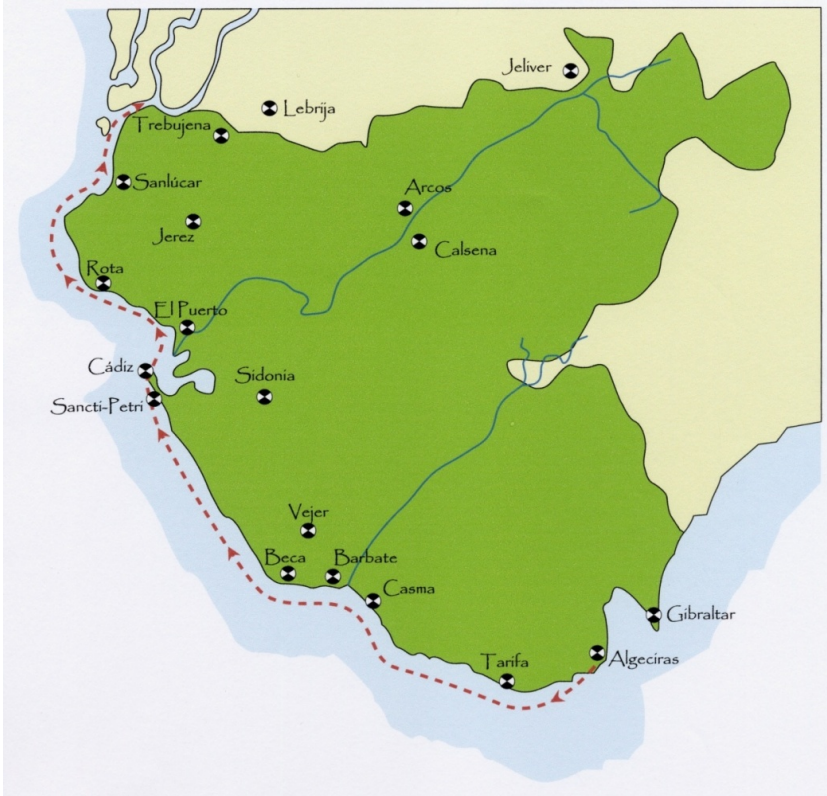 Jeliver
Lebrija
Trebujena
Sanlúcar
Arcos
Jerez
Calsena
Rota
El Puerto
Cádiz
Sidonia
Sancti-Petri
Vejer
Beca
Barbate
Casma
Gibraltar
Tarifa
Algeciras